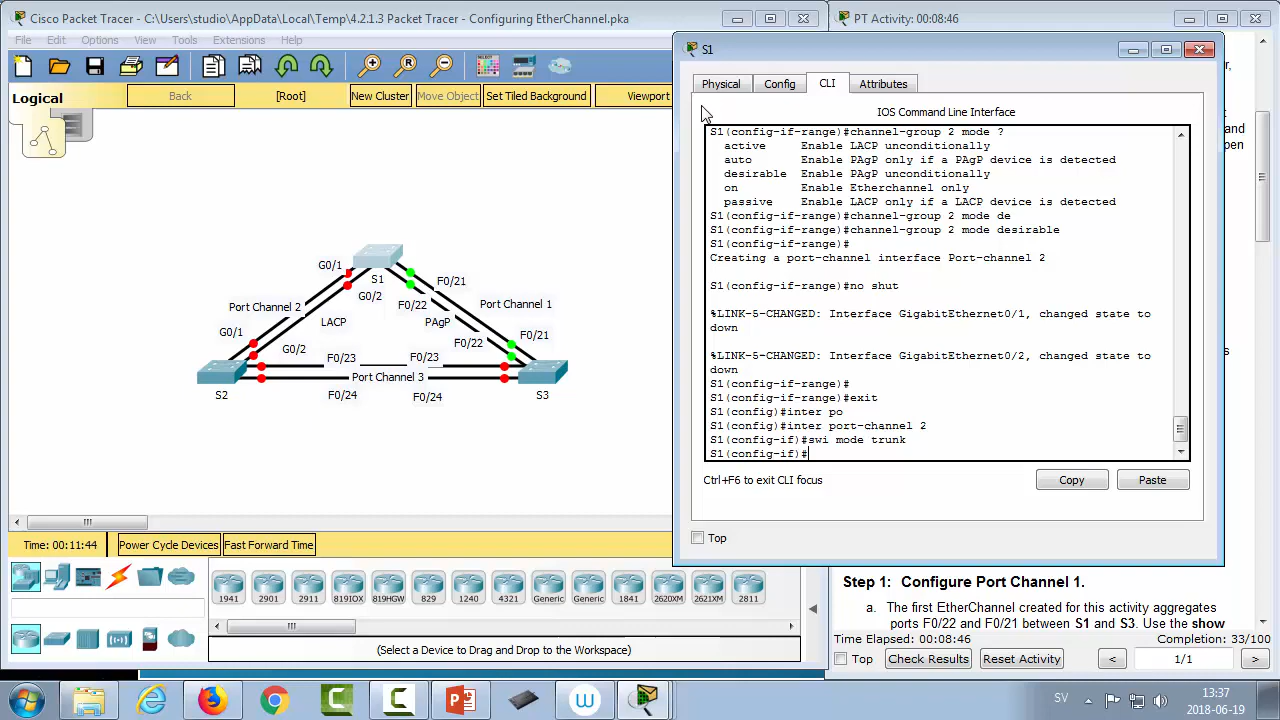 Cisco Packet Tracer - C:\Users\studio\AppData\Local\Temp\4.2.1.3 Packet Tracer - Configuring EtherChannel.pka
File Edit Options View Tools Extensions Help
Logical Back [Root] New Cluster Move Object Set Tiled Background Viewport
G0/1
S1
F0/21
G0/2
F0/22
Port Channel 2
Port Channel 1
LACP
PAgP
G0/1
F0/21
G0/2
F0/22
F0/23
F0/23
Port Channel 3
S2
F0/24
F0/24
S3
Time: 00:11:44 Power Cycle Devices Fast Forward Time
1941 2901 2911 819IOX 819HGW 829 1240 4321 Generic Generic 1841 2620XM 2621XM 2811
(Select a Device to Drag and Drop to the Workspace)
PT Activity: 00:08:46
S1
Physical Config CLI Attributes
IOS Command Line Interface
S1(config-if-range)#channel-group 2 mode ?
active Enable LACP unconditionally
auto Enable PAgP only if a PAgP device is detected
desirable Enable PAgP unconditionally
on Enable Etherchannel only
passive Enable LACP only if a LACP device is detected
S1(config-if-range)#channel-group 2 mode de
S1(config-if-range)#channel-group 2 mode desirable
S1(config-if-range)#
Creating a port-channel interface Port-channel 2
S1(config-if-range)#no shut
%LINK-5-CHANGED: Interface GigabitEthernet0/1, changed state to
down
%LINK-5-CHANGED: Interface GigabitEthernet0/2, changed state to
down
S1(config-if-range)#
S1(config-if-range)#exit
S1(config)#inter po
S1(config)#inter port-channel 2
S1(config-if)#swi mode trunk
S1(config-if)#
Ctrl+F6 to exit CLI focus Copy Paste
Top
and
pen
Step 1: Configure Port Channel 1.
a. The first EtherChannel created for this activity aggregates
ports F0/22 and F0/21 between S1 and S3. Use the show
Time Elapsed: 00:08:46 Completion: 33/100
Top Check Results Reset Activity < 1/1 >
SV
13:37
2018-06-19